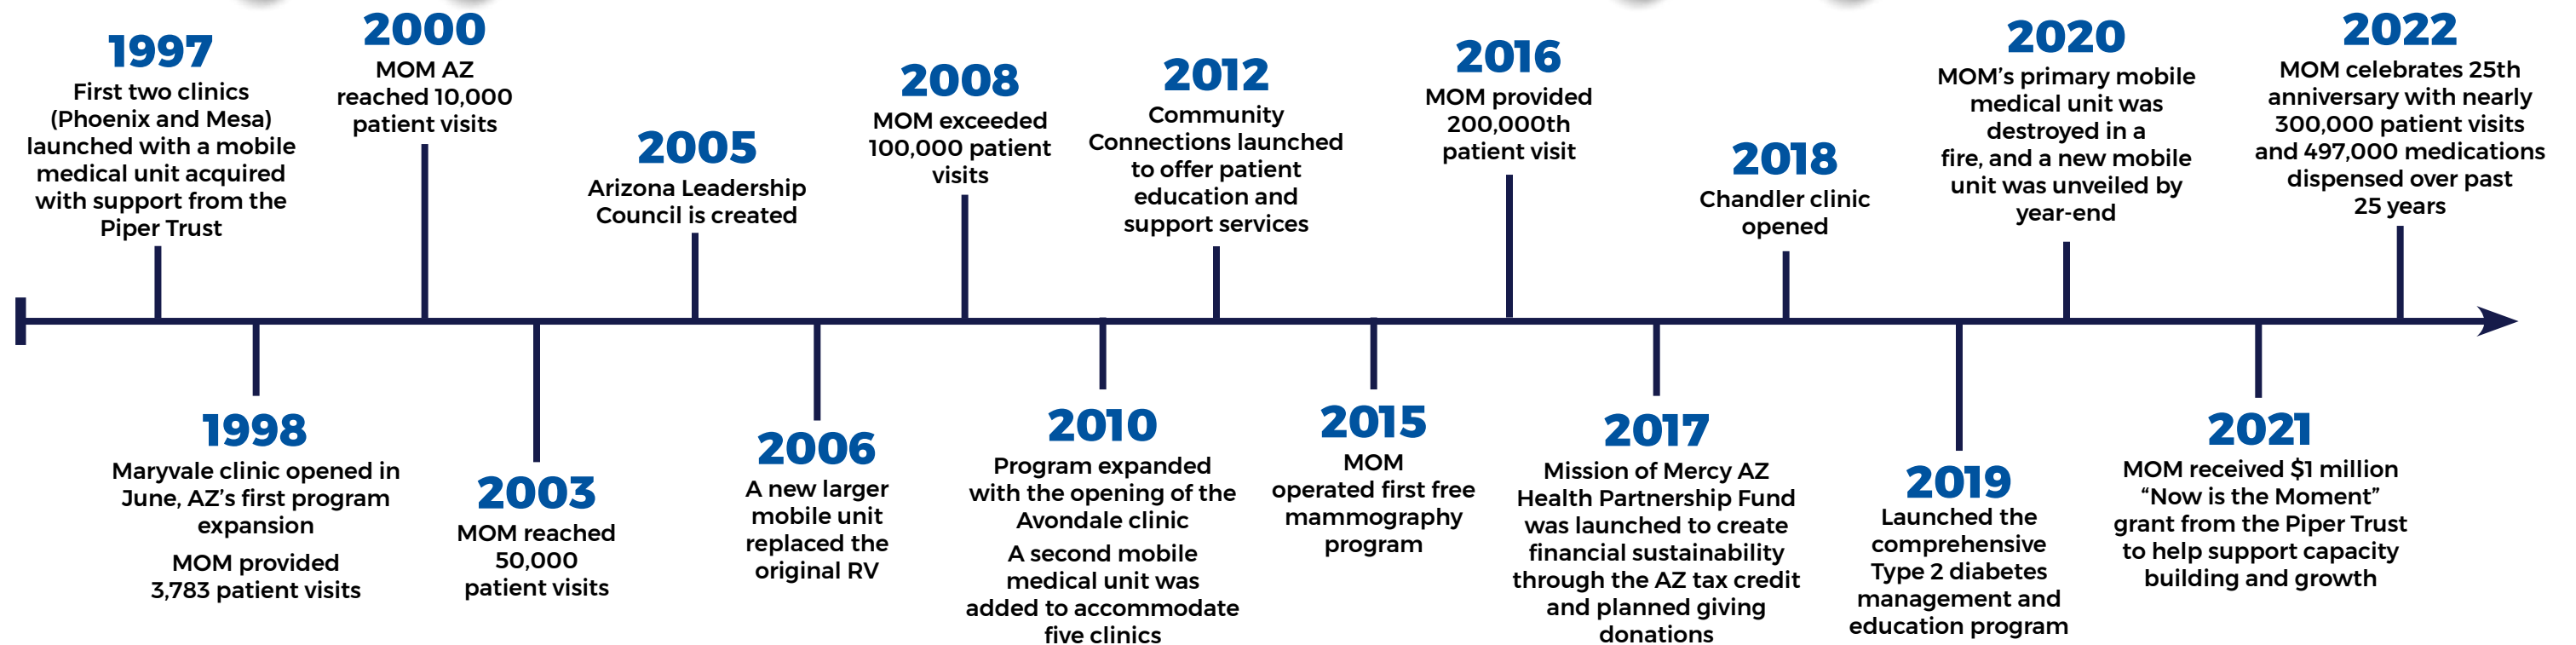 1997
First two clinics
(Phoenix and Mesa)
launched with a mobile
medical unit acquired
with support from the
Piper Trust
1998
Maryvale clinic opened in
June, AZ’s first program
expansion
MOM provided
3,783 patient visits
2000
MOM AZ
reached 10,000
patient visits
2003
MOM reached
50,000
patient visits
2005
Arizona Leadership
Council is created
2006
A new larger
mobile unit
replaced the
original RV
2008
MOM exceeded
100,000 patient
visits
2010
Program expanded
with the opening of the
Avondale clinic
A second mobile
medical unit was
added to accommodate
five clinics
2012
Community
Connections launched
to offer patient
education and
support services
2015
MOM
operated first free
mammography
program
2016
MOM provided
200,000th
patient visit
2017
Mission of Mercy AZ
Health Partnership Fund
was launched to create
financial sustainability
through the AZ tax credit
and planned giving
donations
2018
Chandler clinic
opened
2019
Launched the
comprehensive
Type 2 diabetes
management and
education program
2020
MOM’s primary mobile
medical unit was
destroyed in a
fire, and a new mobile
unit was unveiled by
year-end
2021
MOM received $1 million
“Now is the Moment”
grant from the Piper Trust
to help support capacity
building and growth
2022
MOM celebrates 25th
anniversary with nearly
300,000 patient visits
and 497,000 medications
dispensed over past
25 years